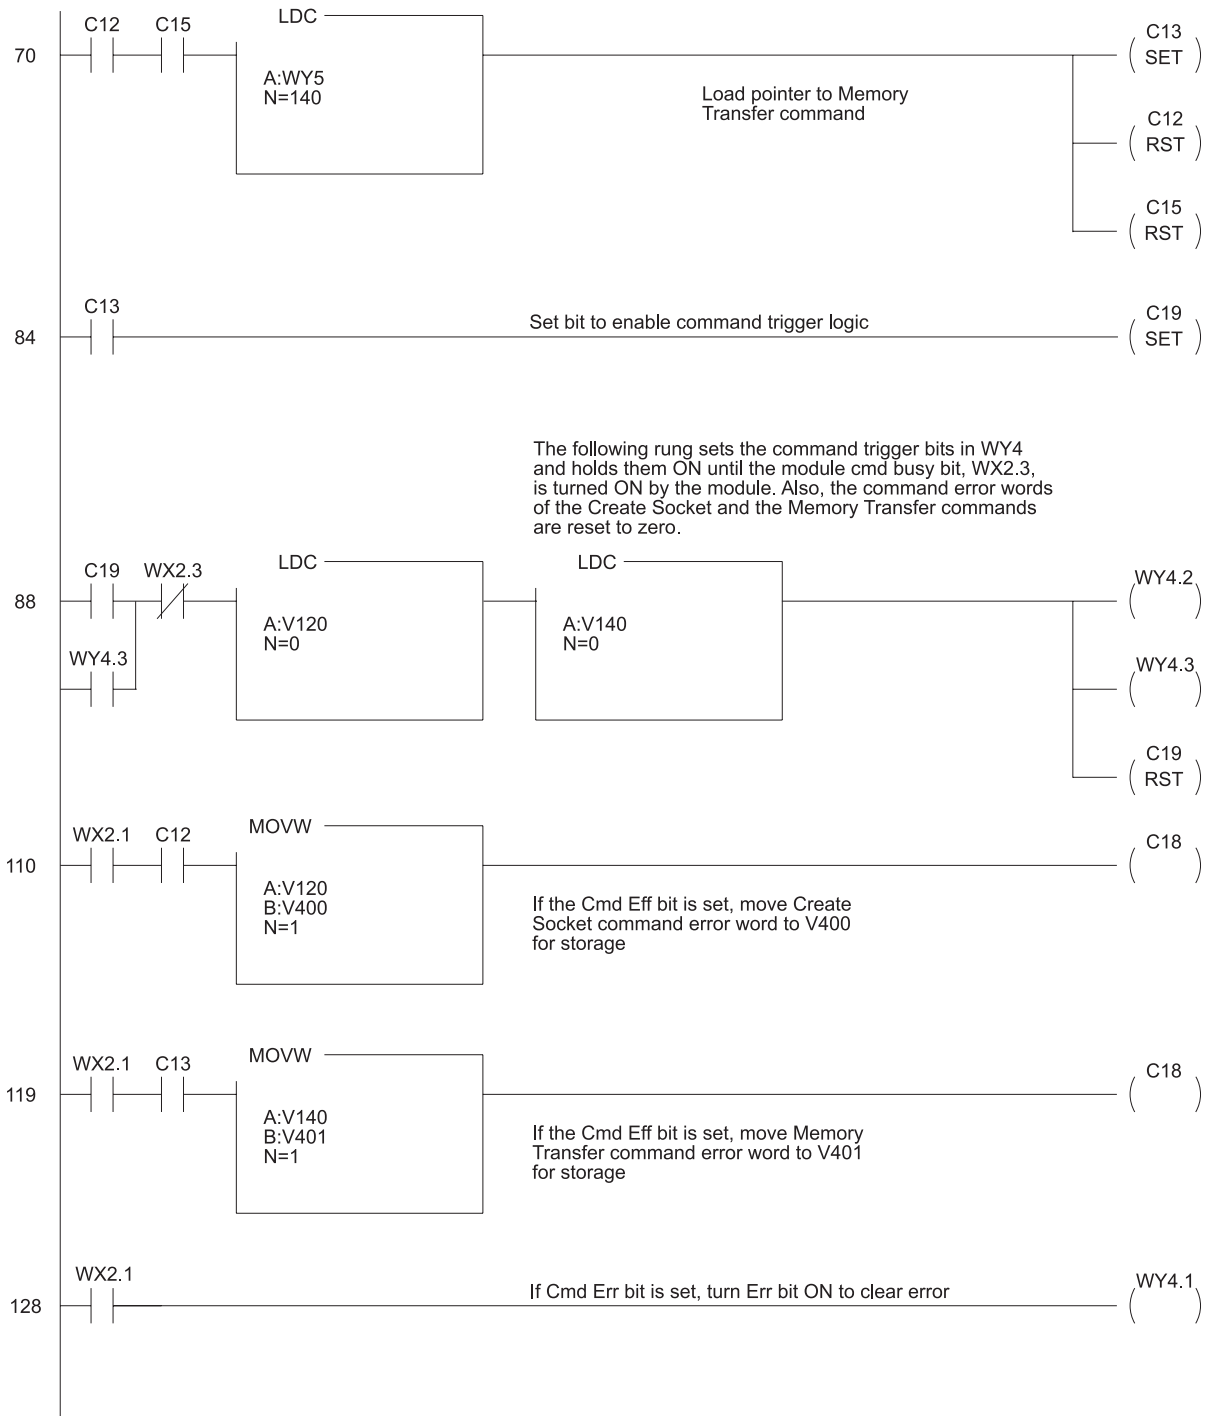 C12 C15 LDC C13
70 SET
A:WY5
N=140
Load pointer to Memory
Transfer command
C12
RST
C15
RST
C13 C19
84 Set bit to enable command trigger logic SET
The following rung sets the command trigger bits in WY4
and holds them ON until the module cmd busy bit, WX2.3,
is turned ON by the module. Also, the command error words
of the Create Socket and the Memory Transfer commands
are reset to zero.
C19 WX2.3 LDC LDC WY4.2
88
A:V120 A:V140
N=0 N=0
WY4.3 WY4.3
C19
RST
WX2.1 C12 MOVW C18
110
A:V120
B:V400
N=1
If the Cmd Eff bit is set, move Create
Socket command error word to V400
for storage
WX2.1 C13 MOVW C18
119
A:V140
B:V401
N=1
If the Cmd Eff bit is set, move Memory
Transfer command error word to V401
for storage
WX2.1 WY4.1
128 If Cmd Err bit is set, turn Err bit ON to clear error